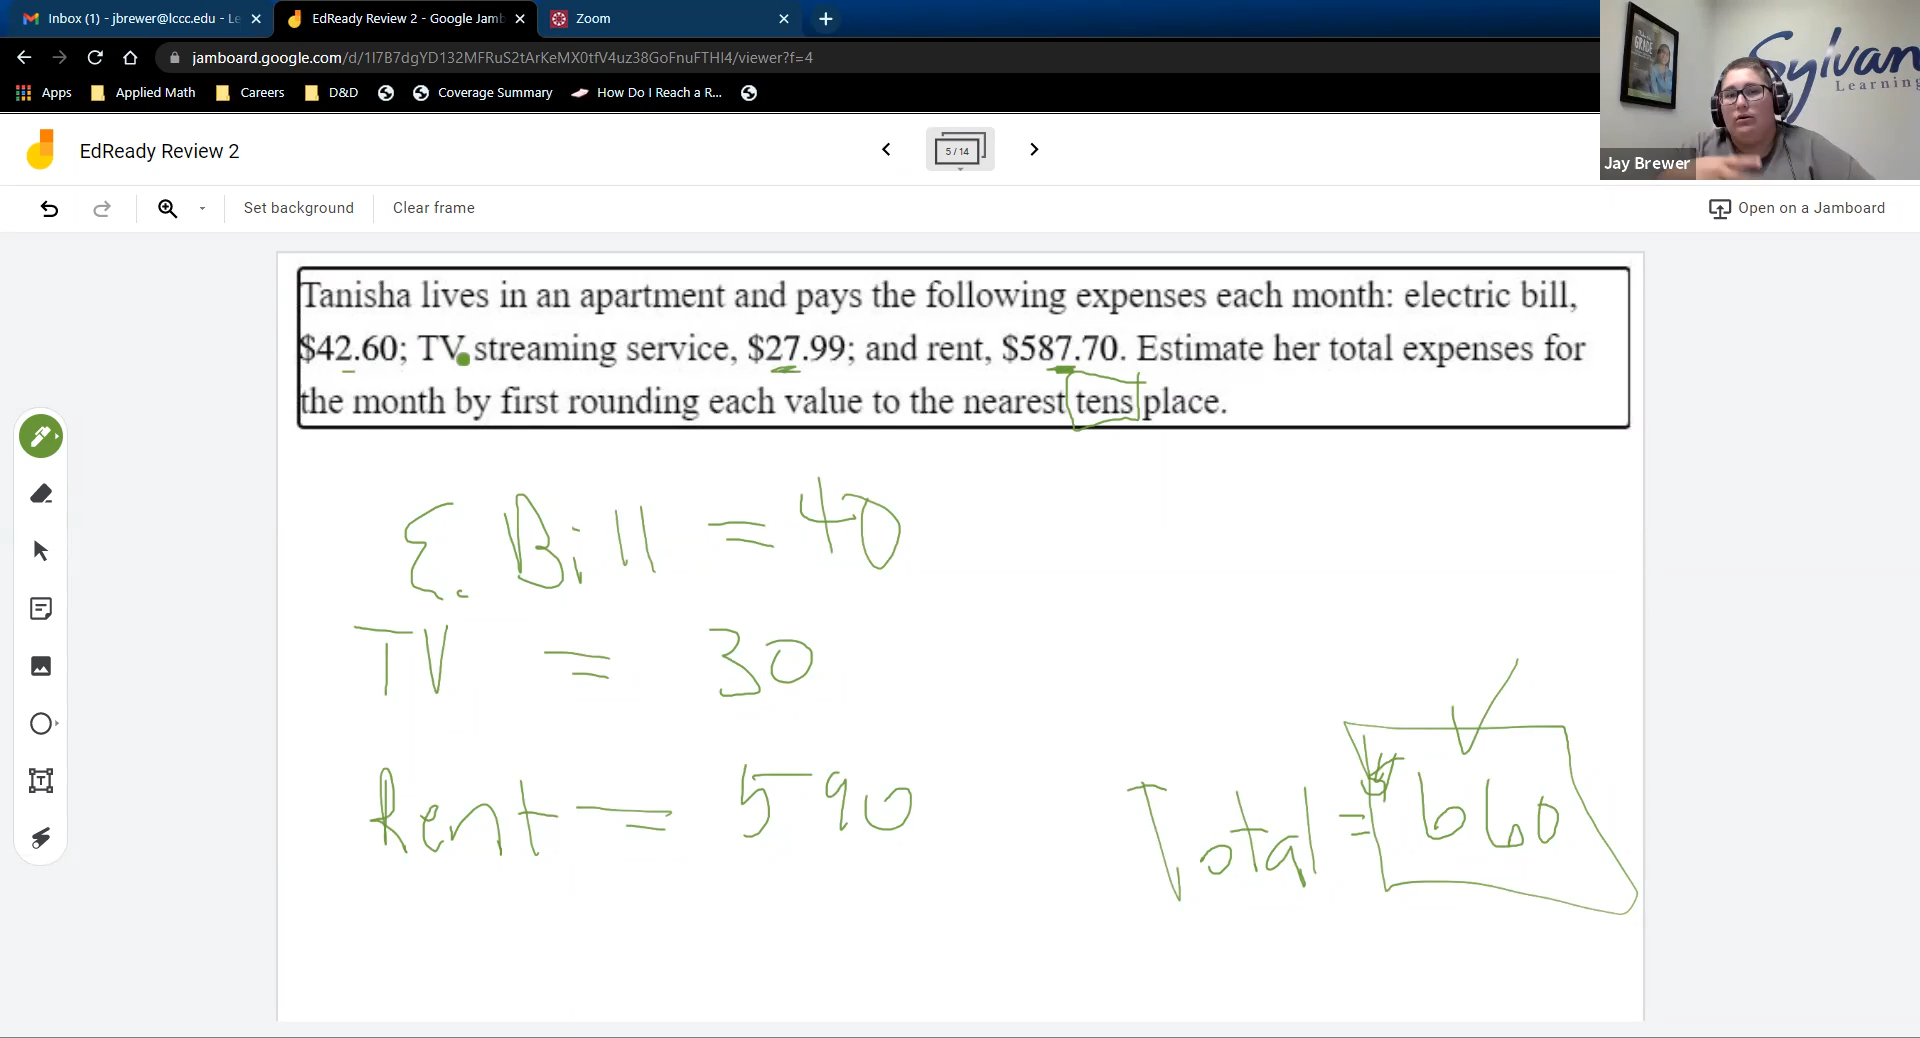 Inbox (1) - jbrewer@lccc.edu - Le
EdReady Review 2 - Google Jamb
Zoom
jamboard.google.com/d/1I7B7dgYD132MFRuS2tArKeMX0tfV4uz38GoFnuFTHI4/viewer?f=4
Apps Applied Math Careers D&D Coverage Summary How Do I Reach a R...
GRADE
Sylvan
Learning
Jay Brewer
EdReady Review 2
5 / 14
Set background Clear frame
Open on a Jamboard
Tanisha lives in an apartment and pays the following expenses each month: electric bill,
$42.60; TV streaming service, $27.99; and rent, $587.70. Estimate her total expenses for
the month by first rounding each value to the nearest tens place.
E. Bill = 40
TV = 30
Rent = 590
Total = $660